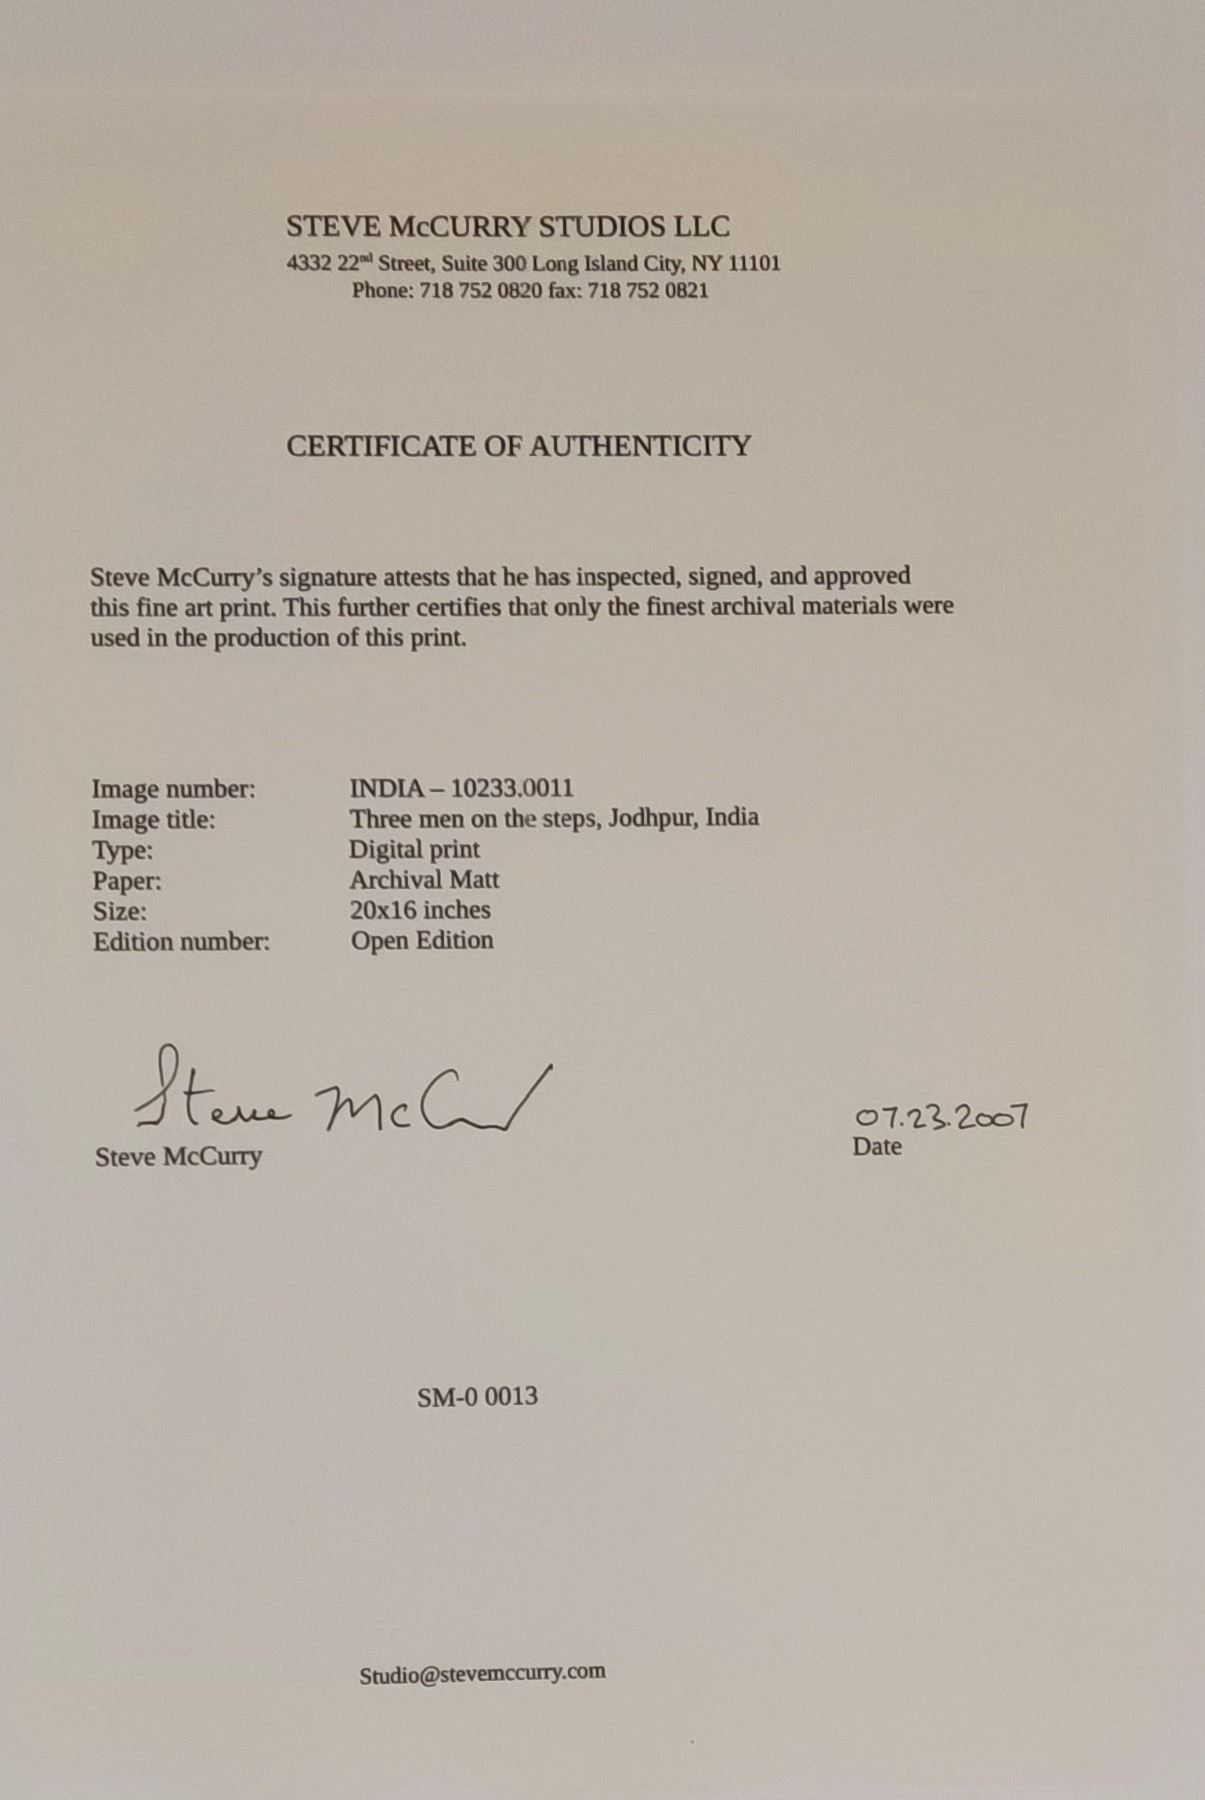 STEVE McCURRY STUDIOS LLC
4332 22nd Street, Suite 300 Long Island City, NY 11101
Phone: 718 752 0820 fax: 718 752 0821
CERTIFICATE OF AUTHENTICITY
Steve McCurry's signature attests that he has inspected, signed, and approved
this fine art print. This further certifies that only the finest archival materials were
used in the production of this print.
Image number: INDIA – 10233.0011
Image title: Three men on the steps, Jodhpur, India
Type: Digital print
Paper: Archival Matt
Size: 20x16 inches
Edition number: Open Edition
Steve McCurry
07.23.2007
Steve McCurry
Date
SM-0 0013
Studio@stevemccurry.com